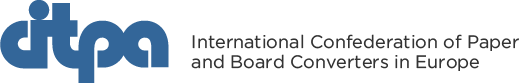 citpa
International Confederation of Paper
and Board Converters in Europe